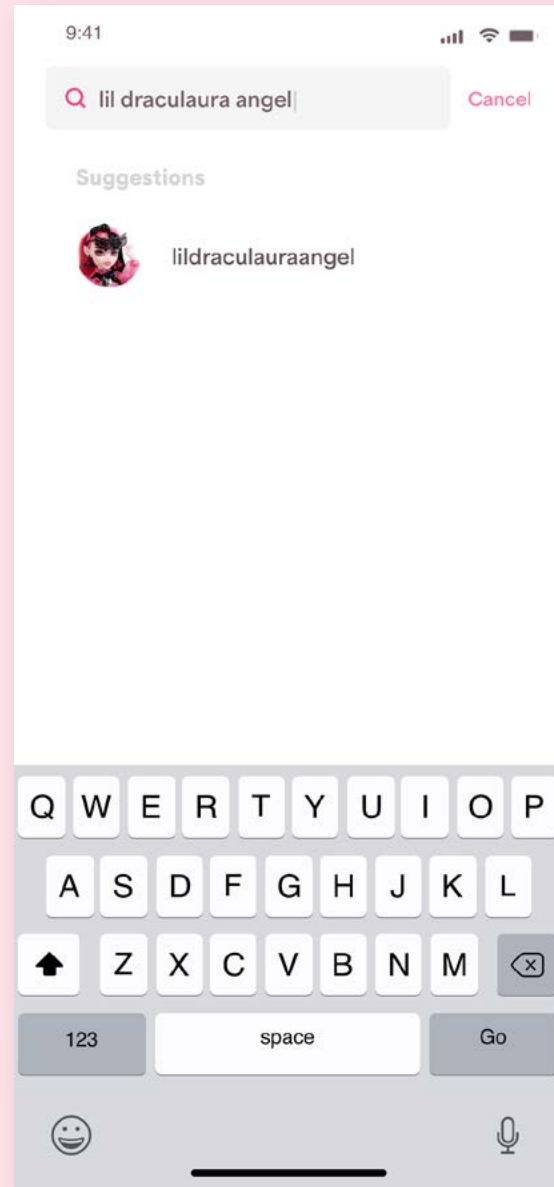 9:41
lil draculaura angel
Cancel
Suggestions
lildraculauraangel
Q W E R T Y U I O P
A S D F G H J K L
Z X C V B N M
123 space Go